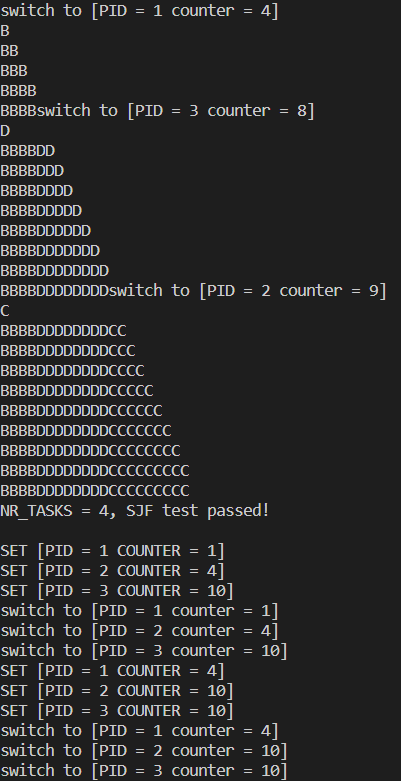 switch to [PID = 1 counter = 4]
B
BB
BBB
BBBB
BBBBswitch to [PID = 3 counter = 8]
D
BBBBDD
BBBBDDD
BBBBDDDD
BBBBDDDDD
BBBBDDDDDD
BBBBDDDDDDD
BBBBDDDDDDDD
BBBBDDDDDDDDswitch to [PID = 2 counter = 9]
C
BBBBDDDDDDDDCC
BBBBDDDDDDDDCCC
BBBBDDDDDDDDCCCC
BBBBDDDDDDDDCCCCC
BBBBDDDDDDDDCCCCCC
BBBBDDDDDDDDCCCCCCC
BBBBDDDDDDDDCCCCCCCC
BBBBDDDDDDDDCCCCCCCCC
BBBBDDDDDDDDCCCCCCCCC
NR_TASKS = 4, SJF test passed!
SET [PID = 1 COUNTER = 1]
SET [PID = 2 COUNTER = 4]
SET [PID = 3 COUNTER = 10]
switch to [PID = 1 counter = 1]
switch to [PID = 2 counter = 4]
switch to [PID = 3 counter = 10]
SET [PID = 1 COUNTER = 4]
SET [PID = 2 COUNTER = 10]
SET [PID = 3 COUNTER = 10]
switch to [PID = 1 counter = 4]
switch to [PID = 2 counter = 10]
switch to [PID = 3 counter = 10]